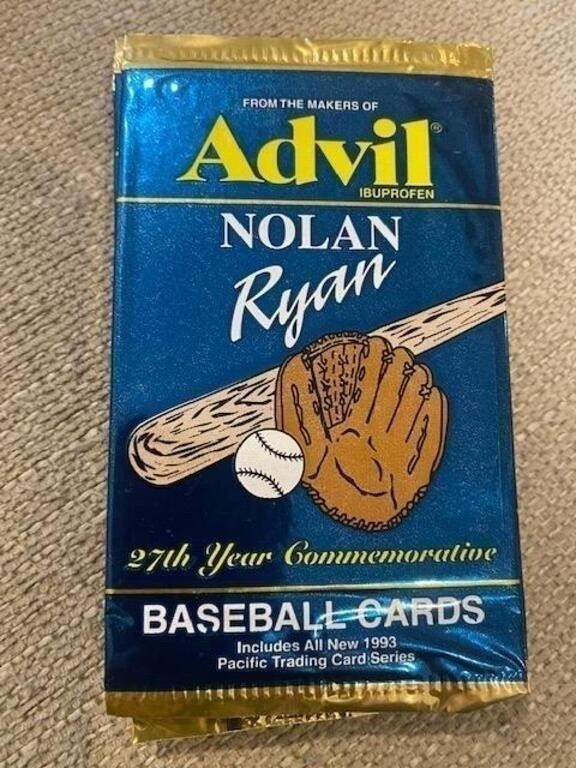 FROM THE MAKERS OF
Advil®
IBUPROFEN
NOLAN
Ryan
27th Year Commemorative
BASEBALL CARDS
Includes All New 1993
Pacific Trading Card Series